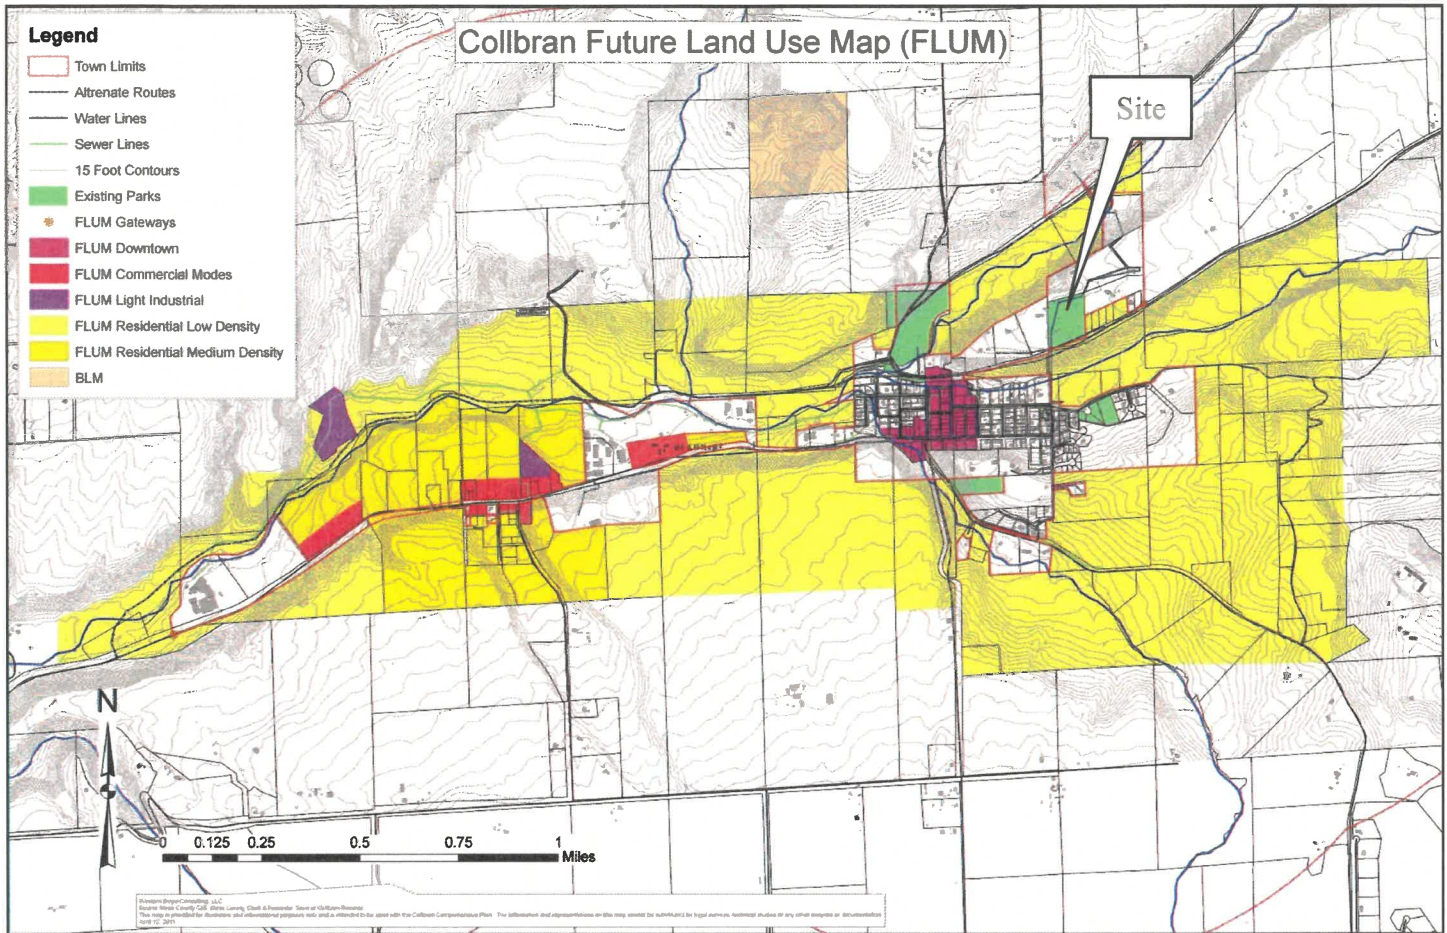 Collbran Future Land Use Map (FLUM)
Legend
Town Limits
Altrenate Routes
Water Lines
Sewer Lines
15 Foot Contours
Existing Parks
FLUM Gateways
FLUM Downtown
FLUM Commercial Modes
FLUM Light Industrial
FLUM Residential Low Density
FLUM Residential Medium Density
BLM
Site
N
0 0.125 0.25 0.5 0.75 1
Miles